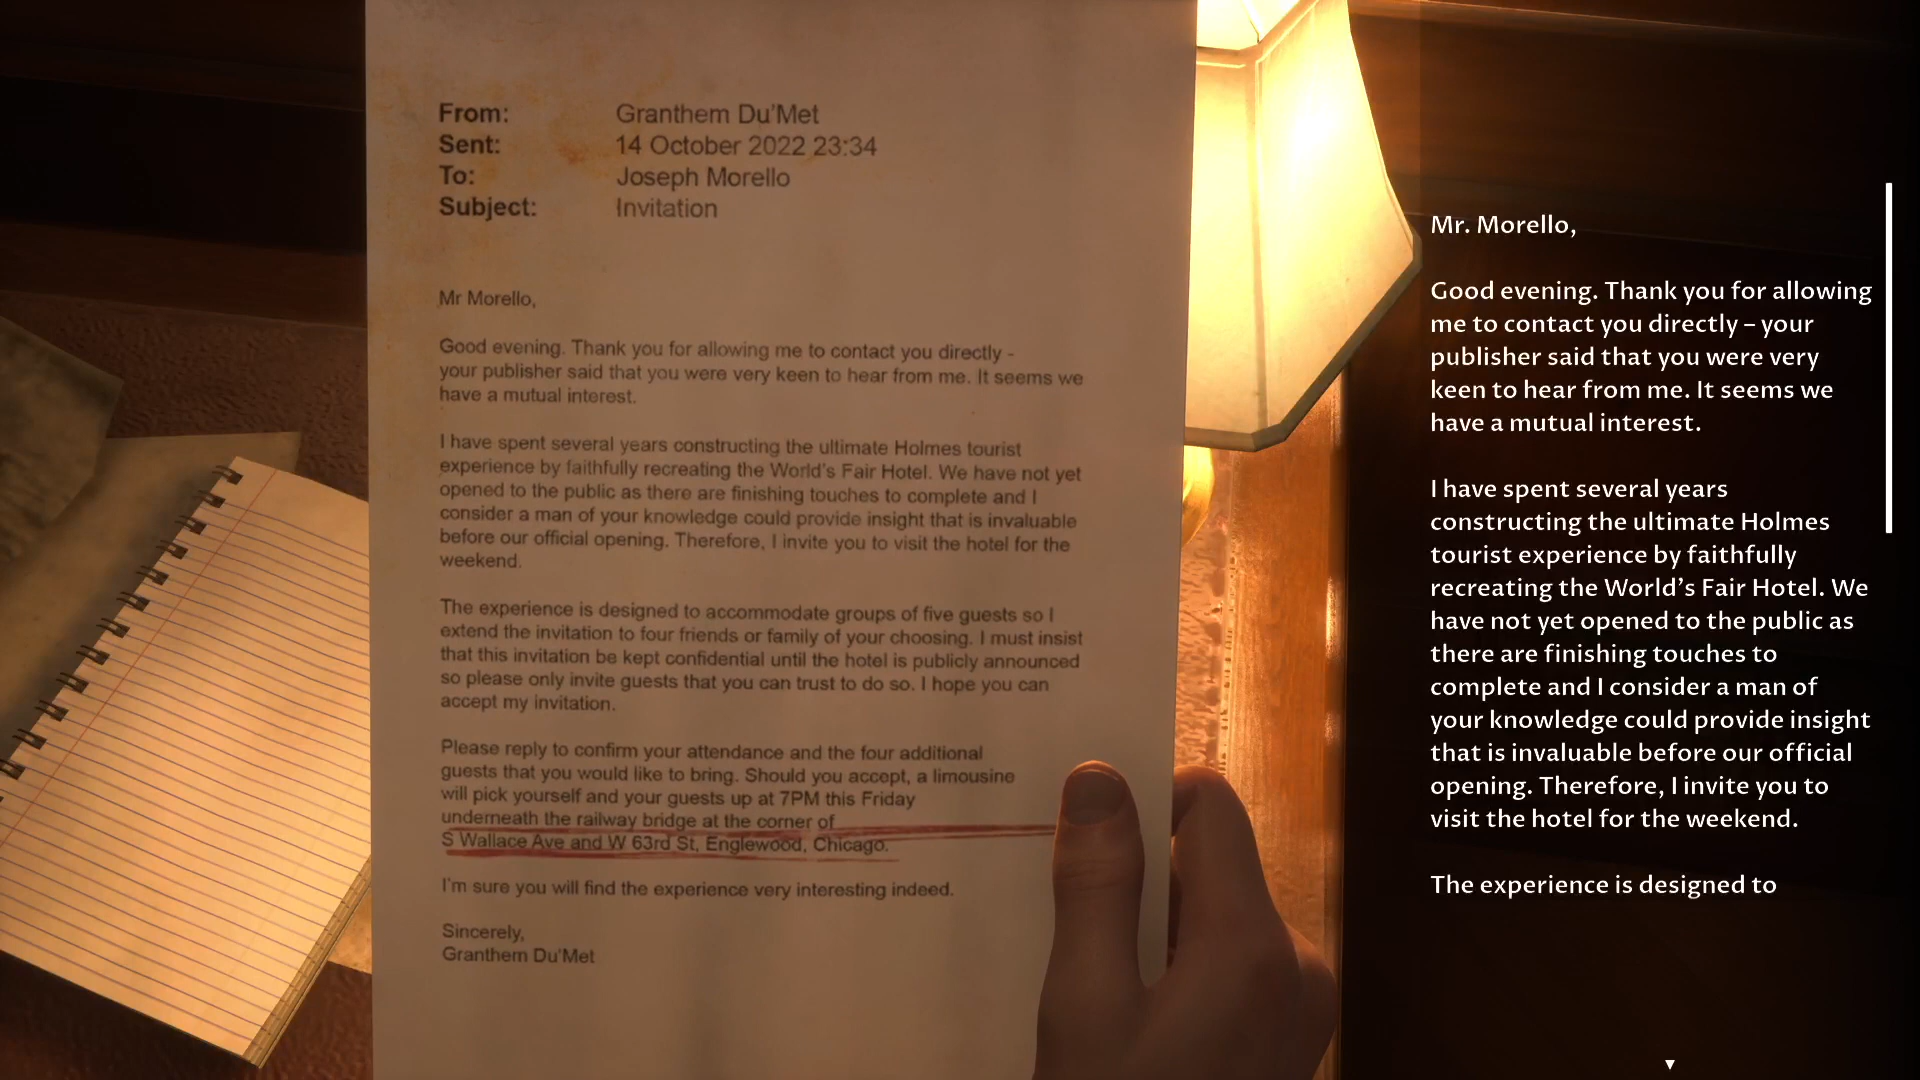 From: Granthem Du'Met
Sent: 14 October 2022 23:34
To: Joseph Morello
Subject: Invitation
Mr Morello,
Good evening. Thank you for allowing me to contact you directly -
your publisher said that you were very keen to hear from me. It seems we
have a mutual interest.
I have spent several years constructing the ultimate Holmes tourist
experience by faithfully recreating the World's Fair Hotel. We have not yet
opened to the public as there are finishing touches to complete and I
consider a man of your knowledge could provide insight that is invaluable
before our official opening. Therefore, I invite you to visit the hotel for the
weekend.
The experience is designed to accommodate groups of five guests so I
extend the invitation to four friends or family of your choosing. I must insist
that this invitation be kept confidential until the hotel is publicly announced
so please only invite guests that you can trust to do so. I hope you can
accept my invitation.
Please reply to confirm your attendance and the four additional
guests that you would like to bring. Should you accept, a limousine
will pick yourself and your guests up at 7PM this Friday
underneath the railway bridge at the corner of
S Wallace Ave and W 63rd St, Englewood, Chicago.
I'm sure you will find the experience very interesting indeed.
Sincerely,
Granthem Du'Met
Mr. Morello,
Good evening. Thank you for allowing
me to contact you directly – your
publisher said that you were very
keen to hear from me. It seems we
have a mutual interest.
I have spent several years
constructing the ultimate Holmes
tourist experience by faithfully
recreating the World's Fair Hotel. We
have not yet opened to the public as
there are finishing touches to
complete and I consider a man of
your knowledge could provide insight
that is invaluable before our official
opening. Therefore, I invite you to
visit the hotel for the weekend.
The experience is designed to